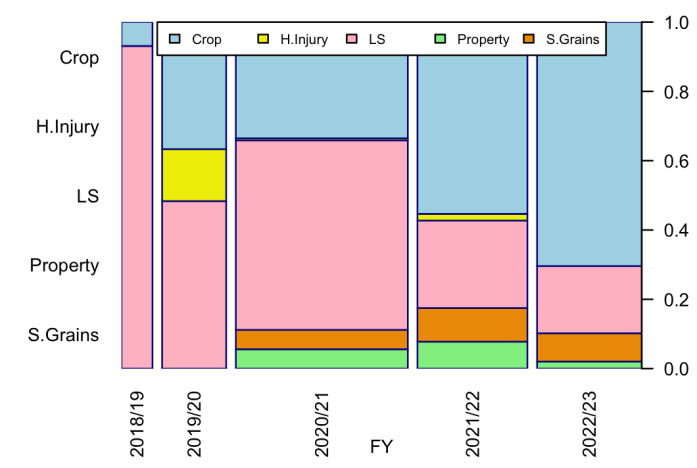 Crop H.Injury LS Property S.Grains
Crop
H.Injury
LS
Property
S.Grains
1.0
0.8
0.6
0.4
0.2
0.0
2018/19
2019/20
2020/21
2021/22
2022/23
FY